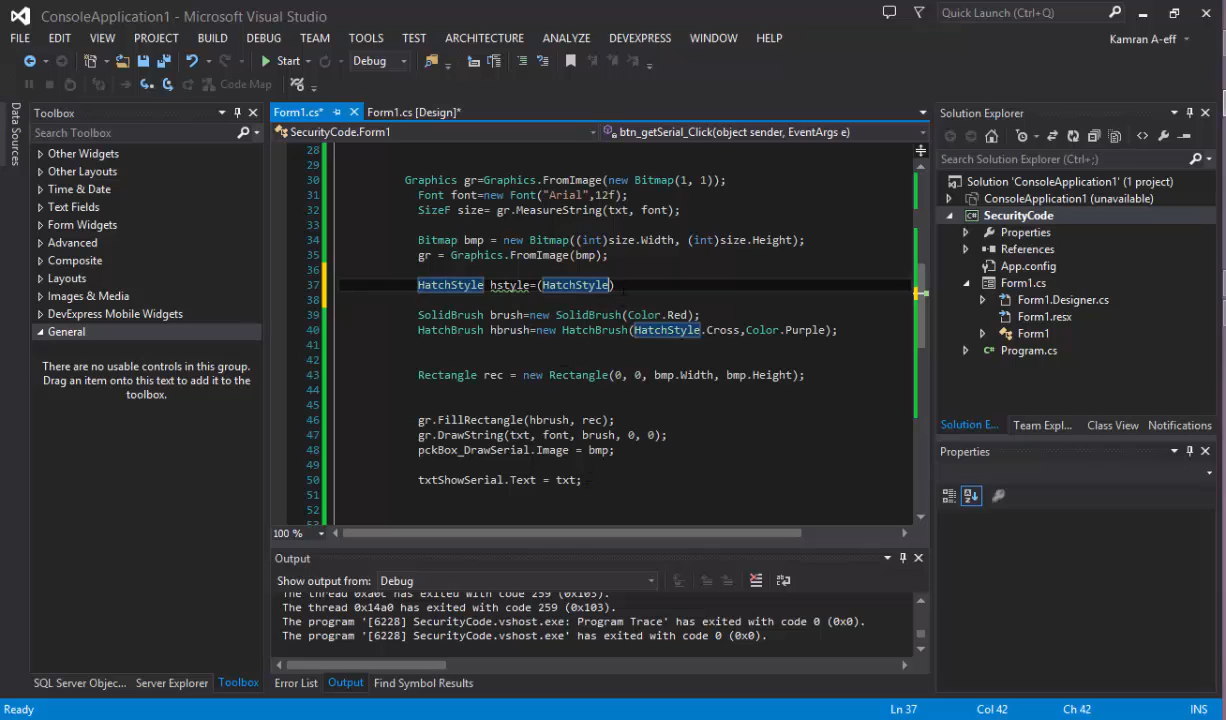 ConsoleApplication1 - Microsoft Visual Studio
Quick Launch (Ctrl+Q)
FILE EDIT VIEW PROJECT BUILD DEBUG TEAM TOOLS TEST ARCHITECTURE ANALYZE DEVEXPRESS WINDOW HELP
Kamran A-eff
Start Debug
Code Map
Data Sources
Toolbox
Search Toolbox
Other Widgets
Other Layouts
Time & Date
Text Fields
Form Widgets
Advanced
Compose
Layouts
Images & Media
DevExpress Mobile Widgets
General
There are no usable controls in this group.
Drag an item onto this text to add it to the
toolbox.
SQL Server Objec... Server Explorer Toolbox
Form1.cs* Form1.cs [Design]*
SecurityCode.Form1 btn_getSerial_Click(object sender, EventArgs e)
28
29
30 Graphics gr=Graphics.FromImage(new Bitmap(1, 1));
31 Font font=new Font("Arial",12f);
32 SizeF size= gr.MeasureString(txt, font);
33
34 Bitmap bmp = new Bitmap((int)size.Width, (int)size.Height);
35 gr = Graphics.FromImage(bmp);
36
37 HatchStyle hstyle=(HatchStyle)
38
39 SolidBrush brush=new SolidBrush(Color.Red);
40 HatchBrush hbrush=new HatchBrush(HatchStyle.Cross,Color.Purple);
41
42
43 Rectangle rec = new Rectangle(0, 0, bmp.Width, bmp.Height);
44
45
46 gr.FillRectangle(hbrush, rec);
47 gr.DrawString(txt, font, brush, 0, 0);
48 pckBox_DrawSerial.Image = bmp;
49
50 txtShowSerial.Text = txt;
51
52
53
100 %
Output
Show output from: Debug
The thread 0xa0c has exited with code 259 (0x103).
The thread 0x14a0 has exited with code 259 (0x103).
The program '[6228] SecurityCode.vshost.exe: Program Trace' has exited with code 0 (0x0).
The program '[6228] SecurityCode.vshost.exe' has exited with code 0 (0x0).
Error List Output Find Symbol Results
Solution Explorer
Search Solution Explorer (Ctrl+;)
Solution 'ConsoleApplication1' (1 project)
ConsoleApplication1 (unavailable)
SecurityCode
Properties
References
App.config
Form1.cs
Form1.Designer.cs
Form1.resx
Form1
Program.cs
Solution E... Team Expl... Class View Notifications
Properties
Ready Ln 37 Col 42 Ch 42 INS